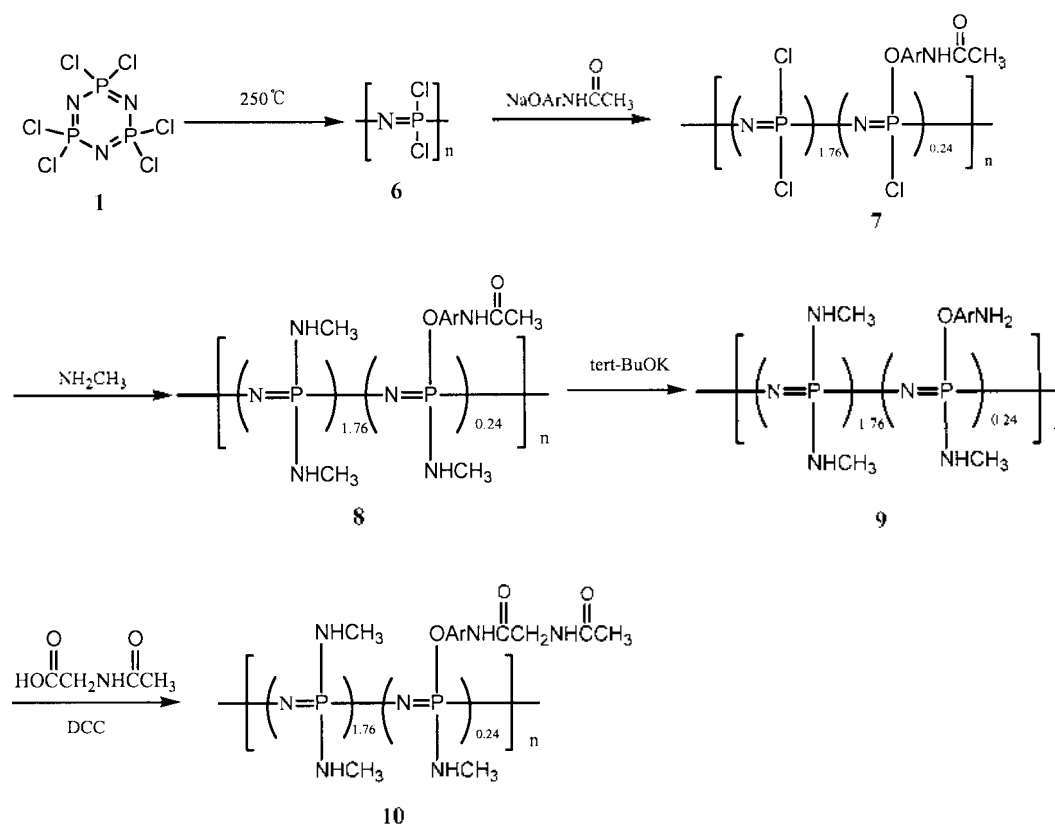 Cl Cl
Cl P Cl
N N
P P
Cl N Cl
Cl Cl
1
250℃
Cl
N=P
Cl n
6
O
NaOArNHCCH3
O
OArNHCCH3
Cl
N=P N=P
1.76 0.24 n
Cl Cl
7
NH2CH3
O
NHCH3 OArNHCCH3
N=P N=P
1.76 0.24 n
NHCH3 NHCH3
8
tert-BuOK
NHCH3 OArNH2
N=P N=P
1.76 0.24
NHCH3 NHCH3
9
O O
HOCCH2NHCCH3
DCC
O O
NHCH3 OArNHCCH2NHCCH3
N=P N=P
1.76 0.24 n
NHCH3 NHCH3
10